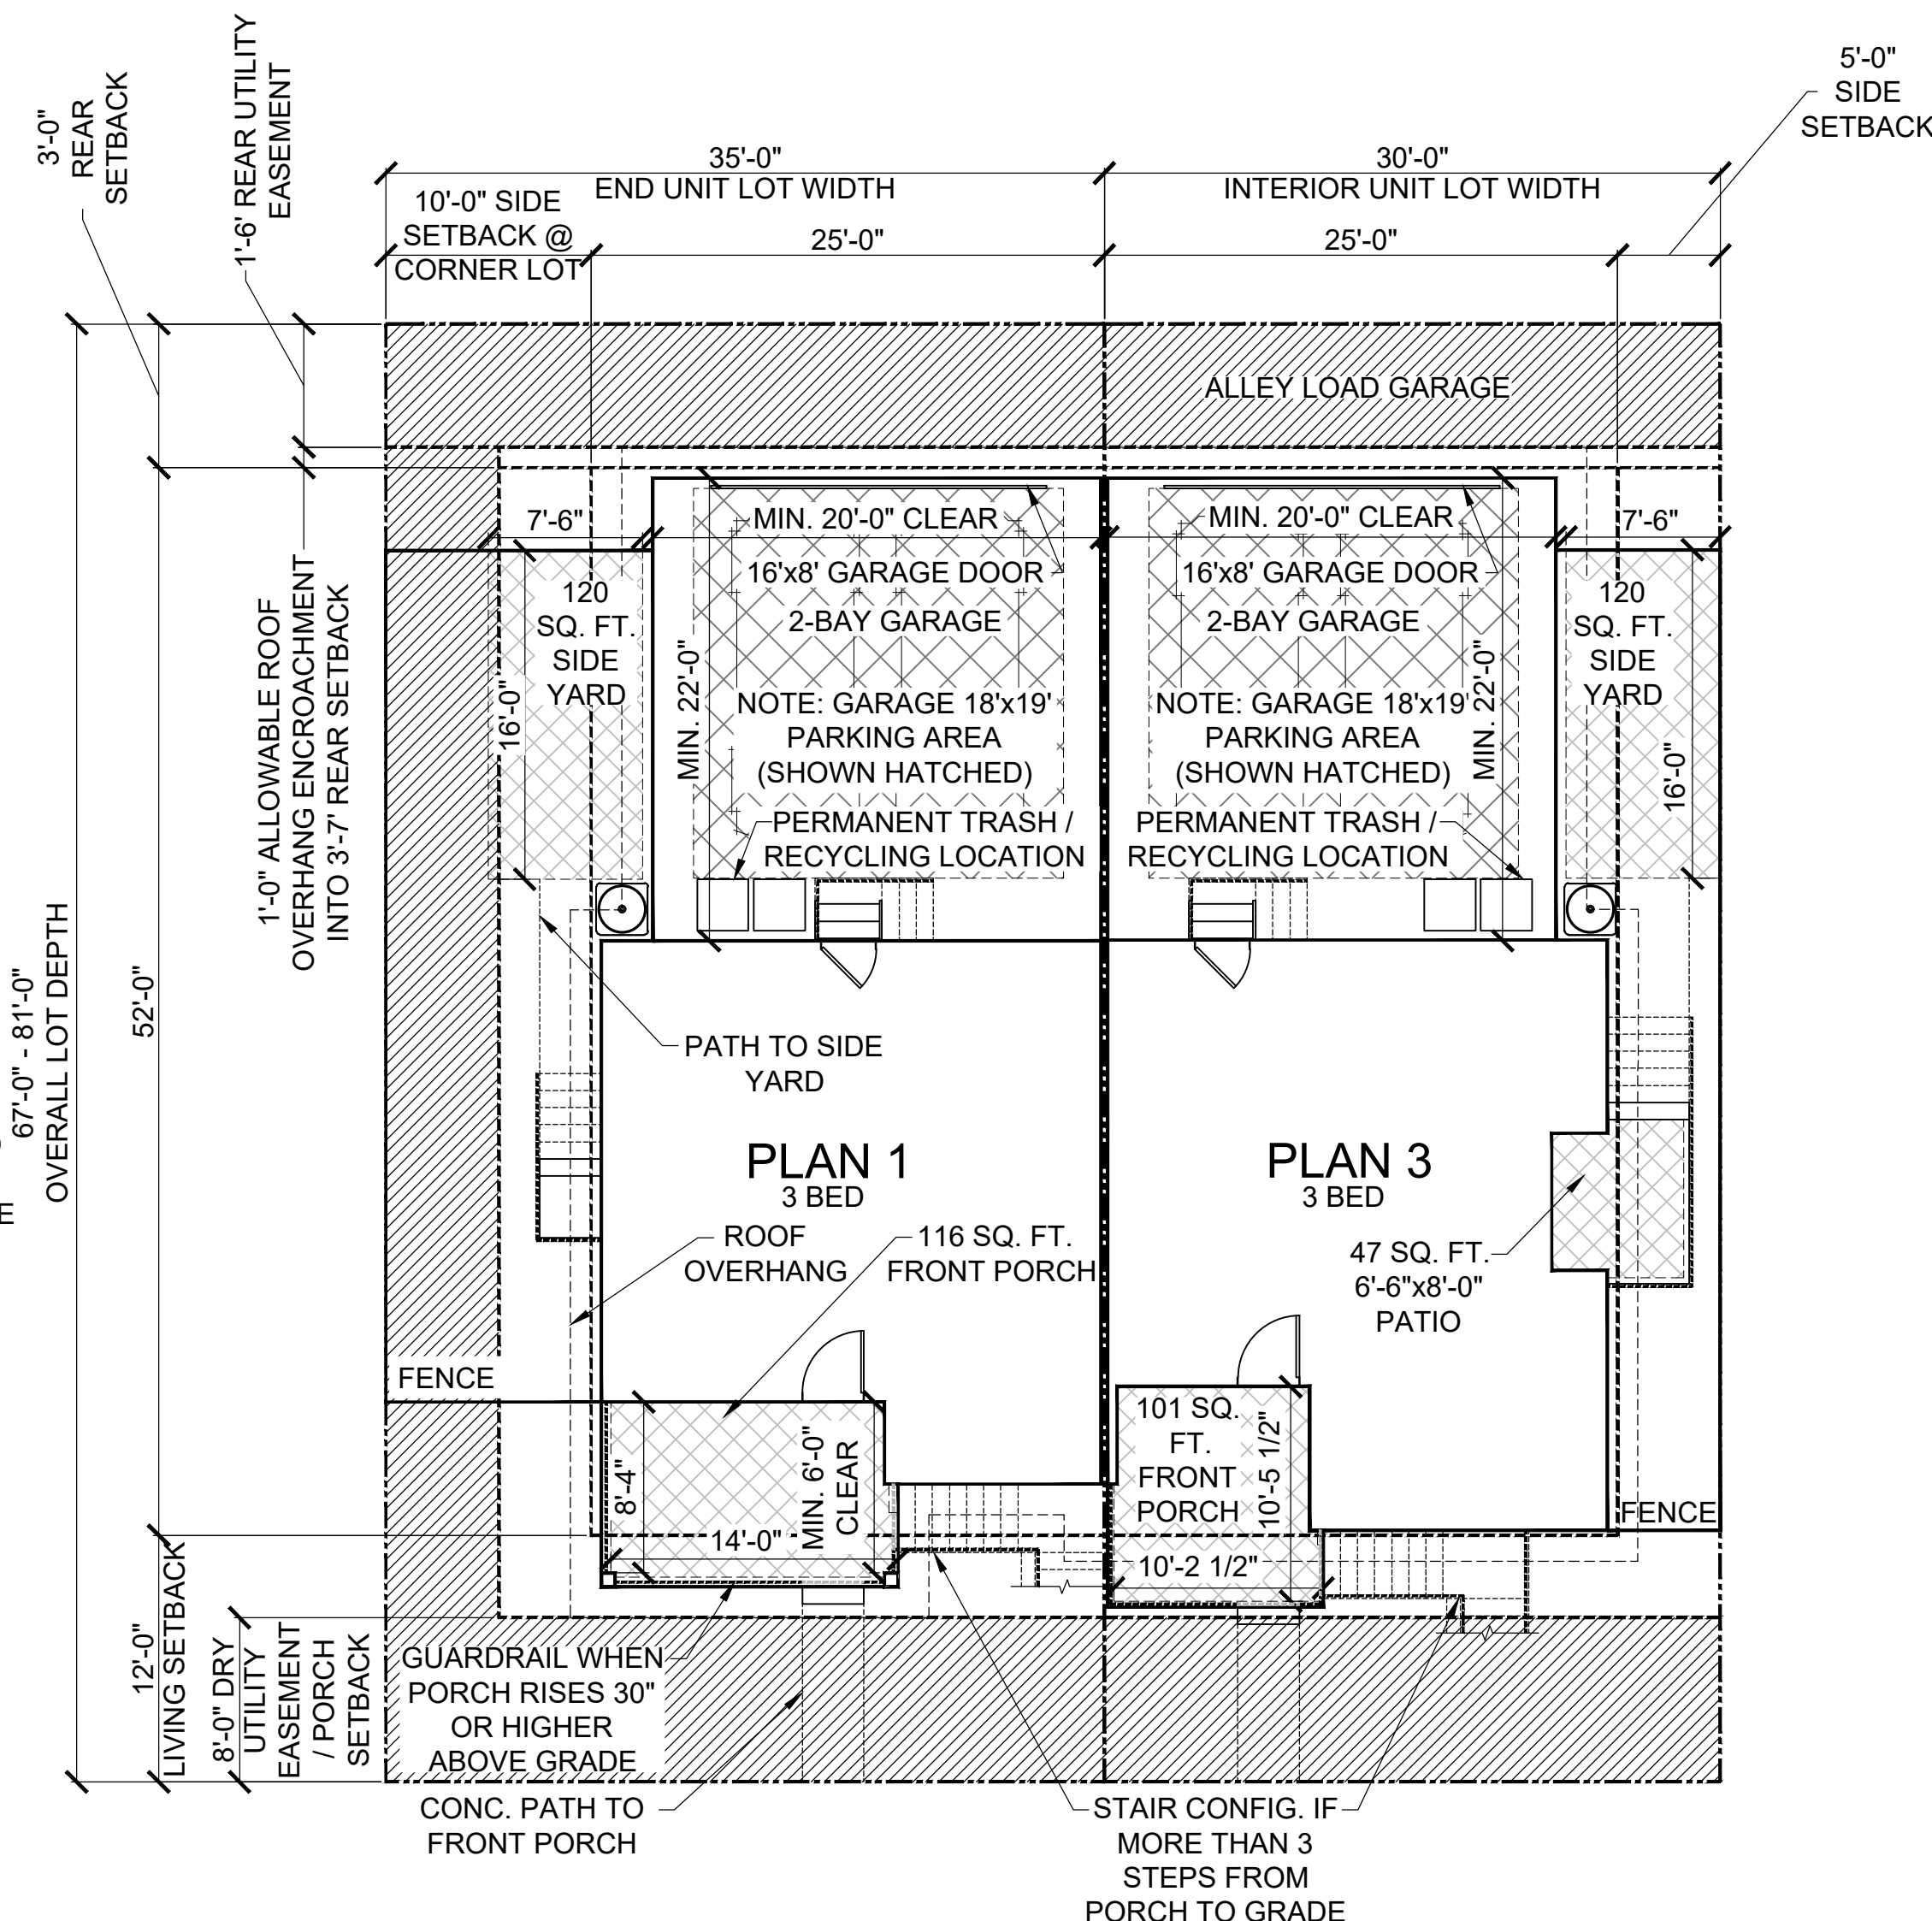 3'-0"
REAR
SETBACK
1'-6' REAR UTILITY
EASEMENT
5'-0"
SIDE
SETBACK
35'-0"
END UNIT LOT WIDTH
30'-0"
INTERIOR UNIT LOT WIDTH
10'-0" SIDE
SETBACK @
CORNER LOT
25'-0"
25'-0"
ALLEY LOAD GARAGE
7'-6"
MIN. 20'-0" CLEAR
MIN. 20'-0" CLEAR
7'-6"
16'x8' GARAGE DOOR
2-BAY GARAGE
16'x8' GARAGE DOOR
2-BAY GARAGE
120
SQ. FT.
SIDE
YARD
120
SQ. FT.
SIDE
YARD
16'-0"
MIN. 22'-0"
NOTE: GARAGE 18'x19'
PARKING AREA
(SHOWN HATCHED)
NOTE: GARAGE 18'x19'
PARKING AREA
(SHOWN HATCHED)
MIN. 22'-0"
16'-0"
1'-0" ALLOWABLE ROOF
OVERHANG ENCROACHMENT
INTO 3'-7' REAR SETBACK
PERMANENT TRASH /
RECYCLING LOCATION
PERMANENT TRASH /
RECYCLING LOCATION
67'-0" - 81'-0"
OVERALL LOT DEPTH
52'-0"
PATH TO SIDE
YARD
PLAN 1
3 BED
PLAN 3
3 BED
ROOF
OVERHANG
116 SQ. FT.
FRONT PORCH
47 SQ. FT.
6'-6"x8'-0"
PATIO
FENCE
8'-4"
14'-0"
MIN. 6'-0"
CLEAR
101 SQ.
FT.
FRONT
PORCH
10'-5 1/2"
10'-2 1/2"
FENCE
12'-0"
LIVING SETBACK
8'-0" DRY
UTILITY
EASEMENT
/ PORCH
SETBACK
GUARDRAIL WHEN
PORCH RISES 30"
OR HIGHER
ABOVE GRADE
CONC. PATH TO
FRONT PORCH
STAIR CONFIG. IF
MORE THAN 3
STEPS FROM
PORCH TO GRADE